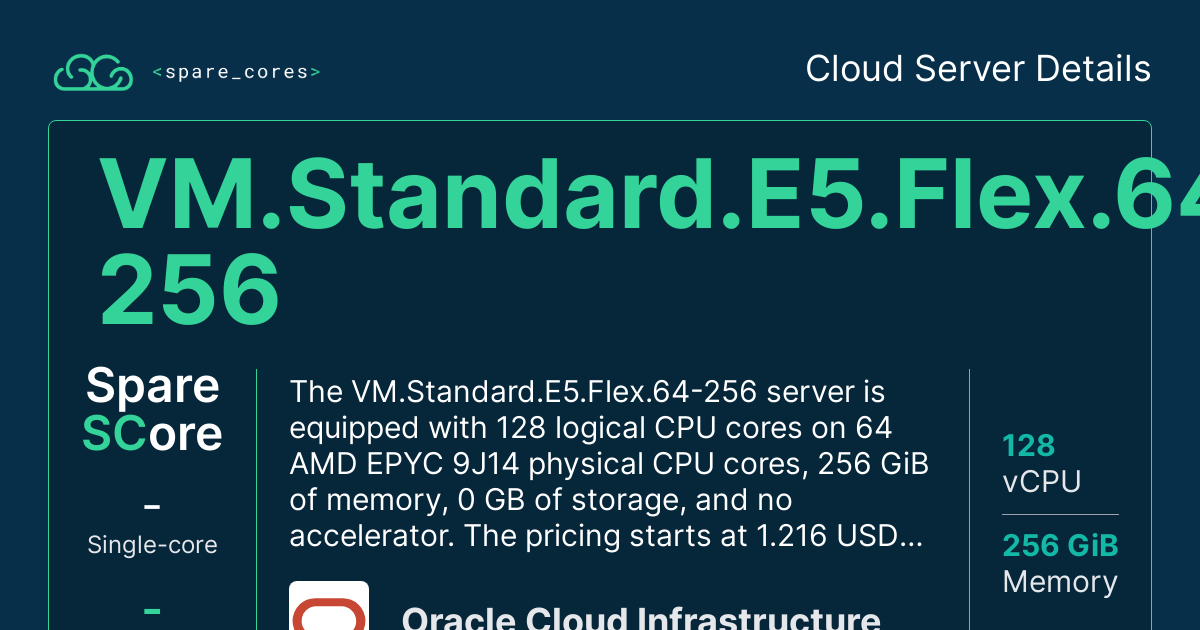 <spare_cores>
Cloud Server Details
VM.Standard.E5.Flex.64
256
Spare
SCore
-
Single-core
-
The VM.Standard.E5.Flex.64-256 server is
equipped with 128 logical CPU cores on 64
AMD EPYC 9J14 physical CPU cores, 256 GiB
of memory, 0 GB of storage, and no
accelerator. The pricing starts at 1.216 USD...
Oracle Cloud Infrastructure
128
vCPU
256 GiB
Memory